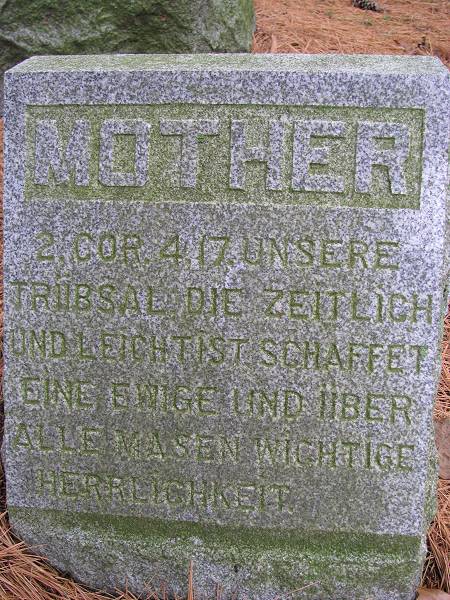 MOTHER
2. COR. 4, 17. UNSERE
TRÜBSAL, DIE ZEITLICH
UND LEICHT IST SCHAFFET
EINE EWIGE UND ÜBER
ALLE MASEN WICHTIGE
HERRLICHKEIT.